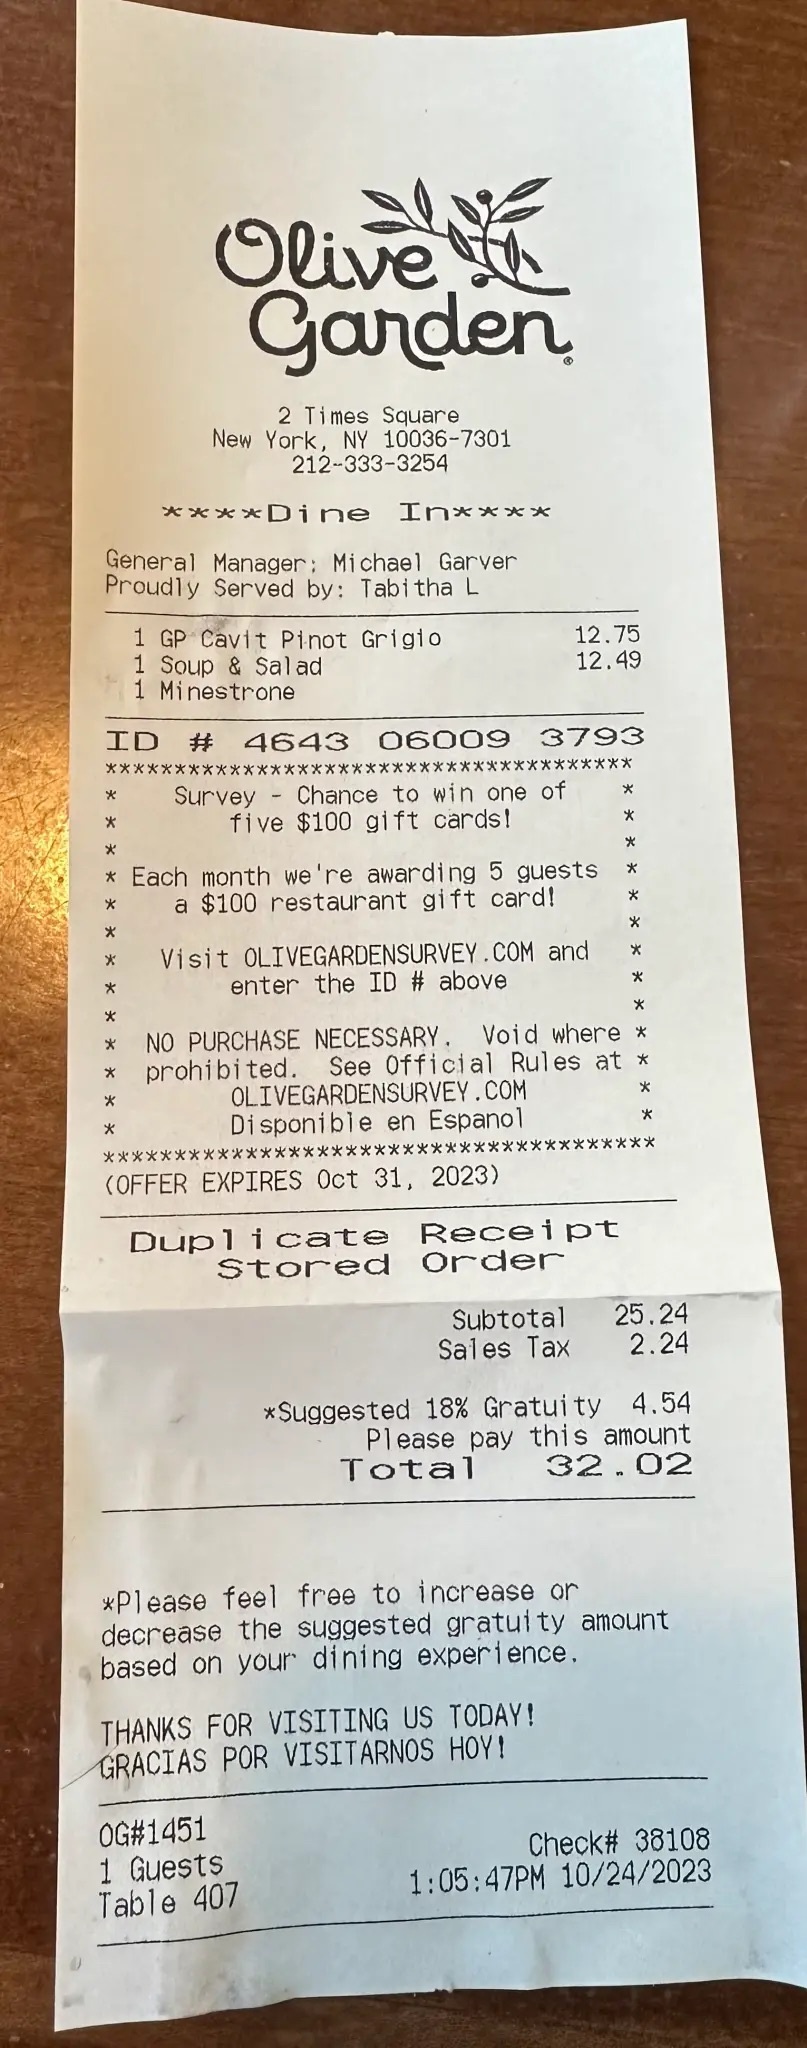 Olive
Garden®
2 Times Square
New York, NY 10036-7301
212-333-3254
****Dine In****
General Manager: Michael Garver
Proudly Served by: Tabitha L
1 GP Cavit Pinot Grigio 12.75
1 Soup & Salad 12.49
1 Minestrone
ID # 4643 06009 3793
****************************************
* Survey - Chance to win one of *
* five $100 gift cards! *
* *
* Each month we're awarding 5 guests *
* a $100 restaurant gift card! *
* *
* Visit OLIVEGARDENSURVEY.COM and *
* enter the ID # above *
* *
* NO PURCHASE NECESSARY. Void where *
* prohibited. See Official Rules at *
* OLIVEGARDENSURVEY.COM *
* Disponible en Espanol *
****************************************
(OFFER EXPIRES Oct 31, 2023)
Duplicate Receipt
Stored Order
Subtotal 25.24
Sales Tax 2.24
*Suggested 18% Gratuity 4.54
Please pay this amount
Total 32.02
*Please feel free to increase or
decrease the suggested gratuity amount
based on your dining experience.
THANKS FOR VISITING US TODAY!
GRACIAS POR VISITARNOS HOY!
OG#1451
1 Guests Check# 38108
Table 407 1:05:47PM 10/24/2023